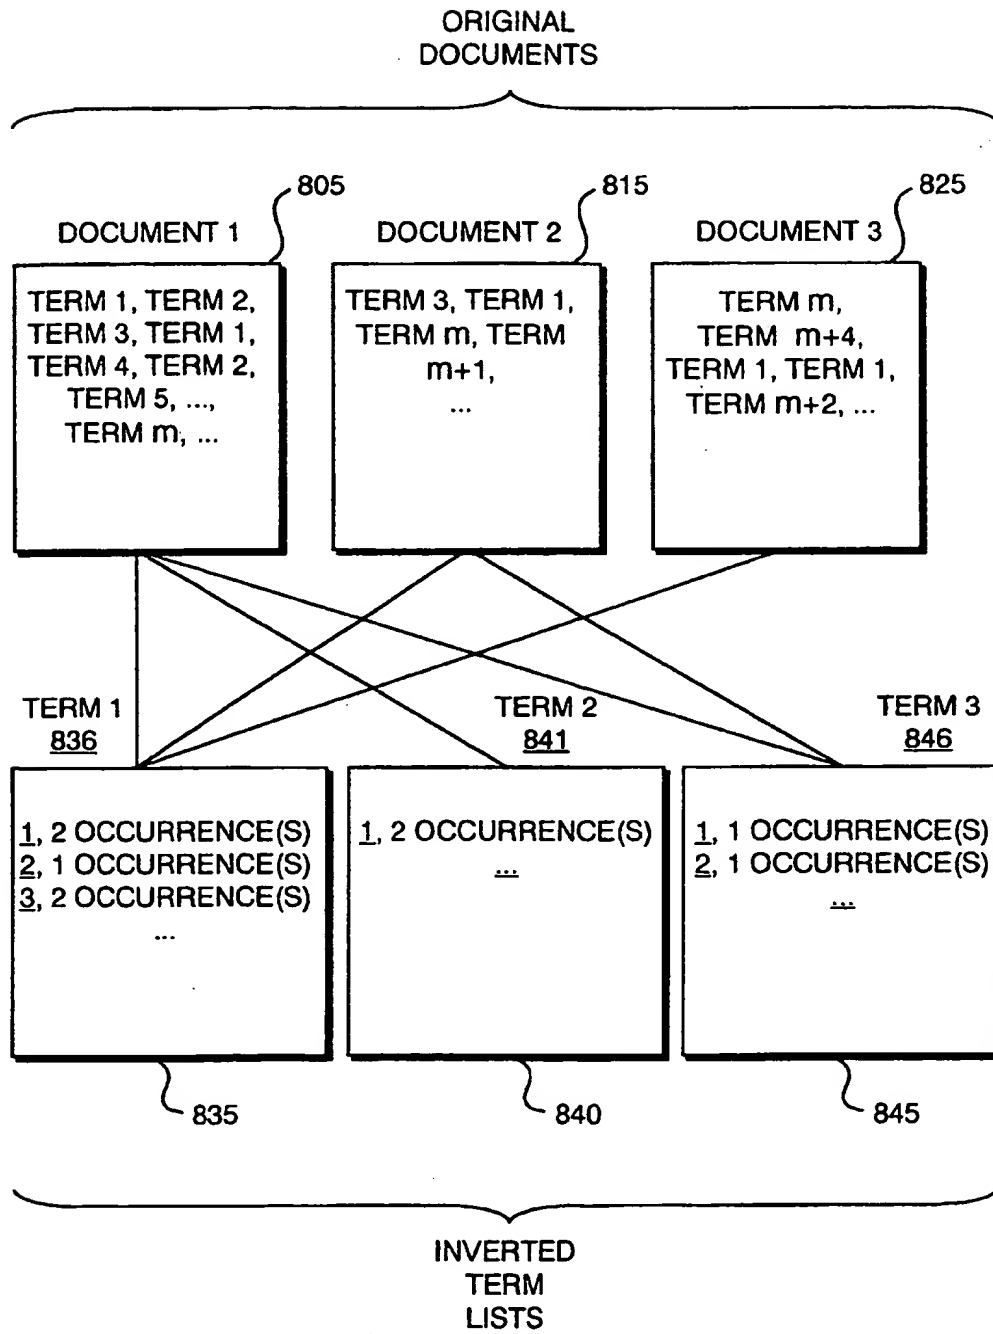 ORIGINAL
DOCUMENTS
805
815
825
DOCUMENT 1
DOCUMENT 2
DOCUMENT 3
TERM 1, TERM 2,
TERM 3, TERM 1,
TERM 4, TERM 2,
TERM 5, ...,
TERM m, ...
TERM 3, TERM 1,
TERM m, TERM
m+1,
...
TERM m,
TERM m+4,
TERM 1, TERM 1,
TERM m+2, ...
TERM 1
836
TERM 2
841
TERM 3
846
1, 2 OCCURRENCE(S)
2, 1 OCCURRENCE(S)
3, 2 OCCURRENCE(S)
...
1, 2 OCCURRENCE(S)
...
1, 1 OCCURRENCE(S)
2, 1 OCCURRENCE(S)
...
835
840
845
INVERTED
TERM
LISTS